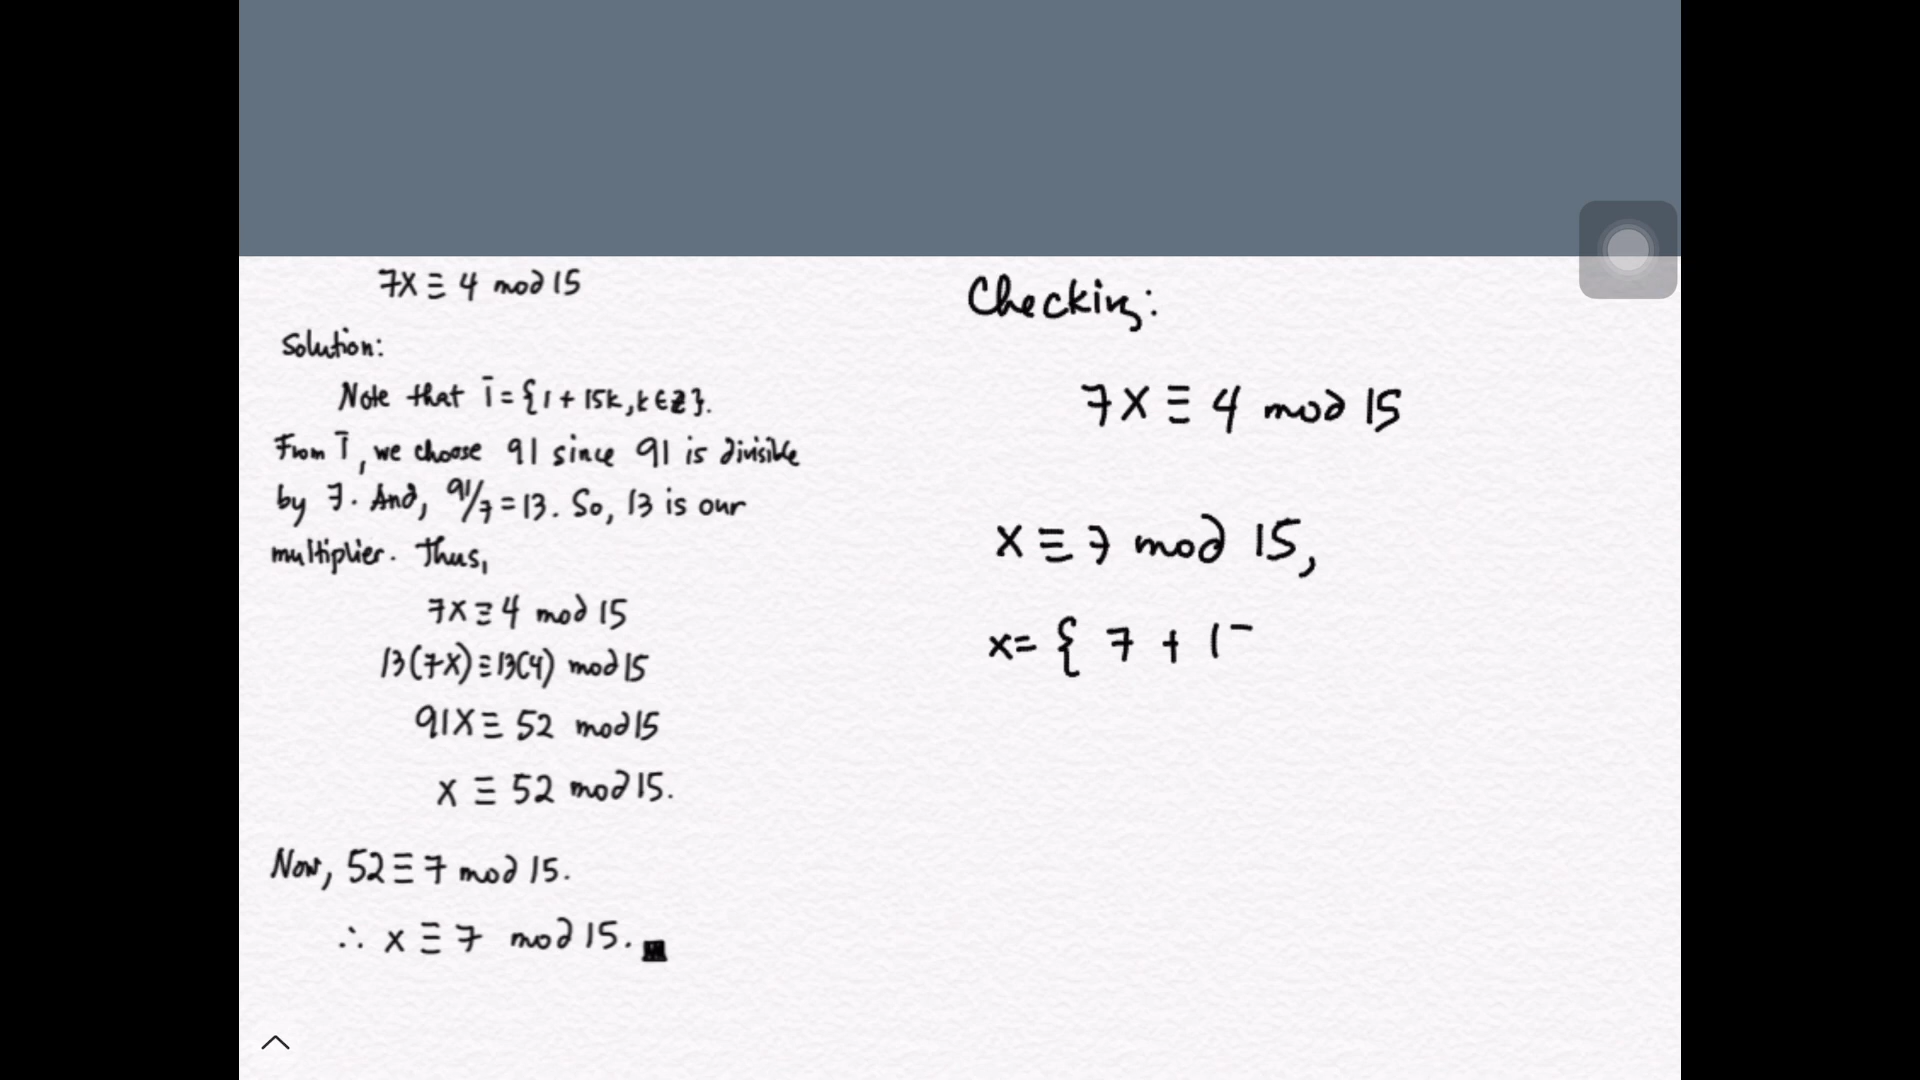 7x ≡ 4 mod 15
Solution:
Note that 1̄ = {1 + 15k, k ∈ Z}.
From 1̄, we choose 91 since 91 is divisible
by 7. And, 91/7 = 13. So, 13 is our
multiplier. Thus,
7x ≡ 4 mod 15
13(7x) ≡ 13(4) mod 15
91x ≡ 52 mod 15
x ≡ 52 mod 15.
Now, 52 ≡ 7 mod 15.
∴ x ≡ 7 mod 15. ∎
Checking:
7x ≡ 4 mod 15
x ≡ 7 mod 15,
x = { 7 + 1